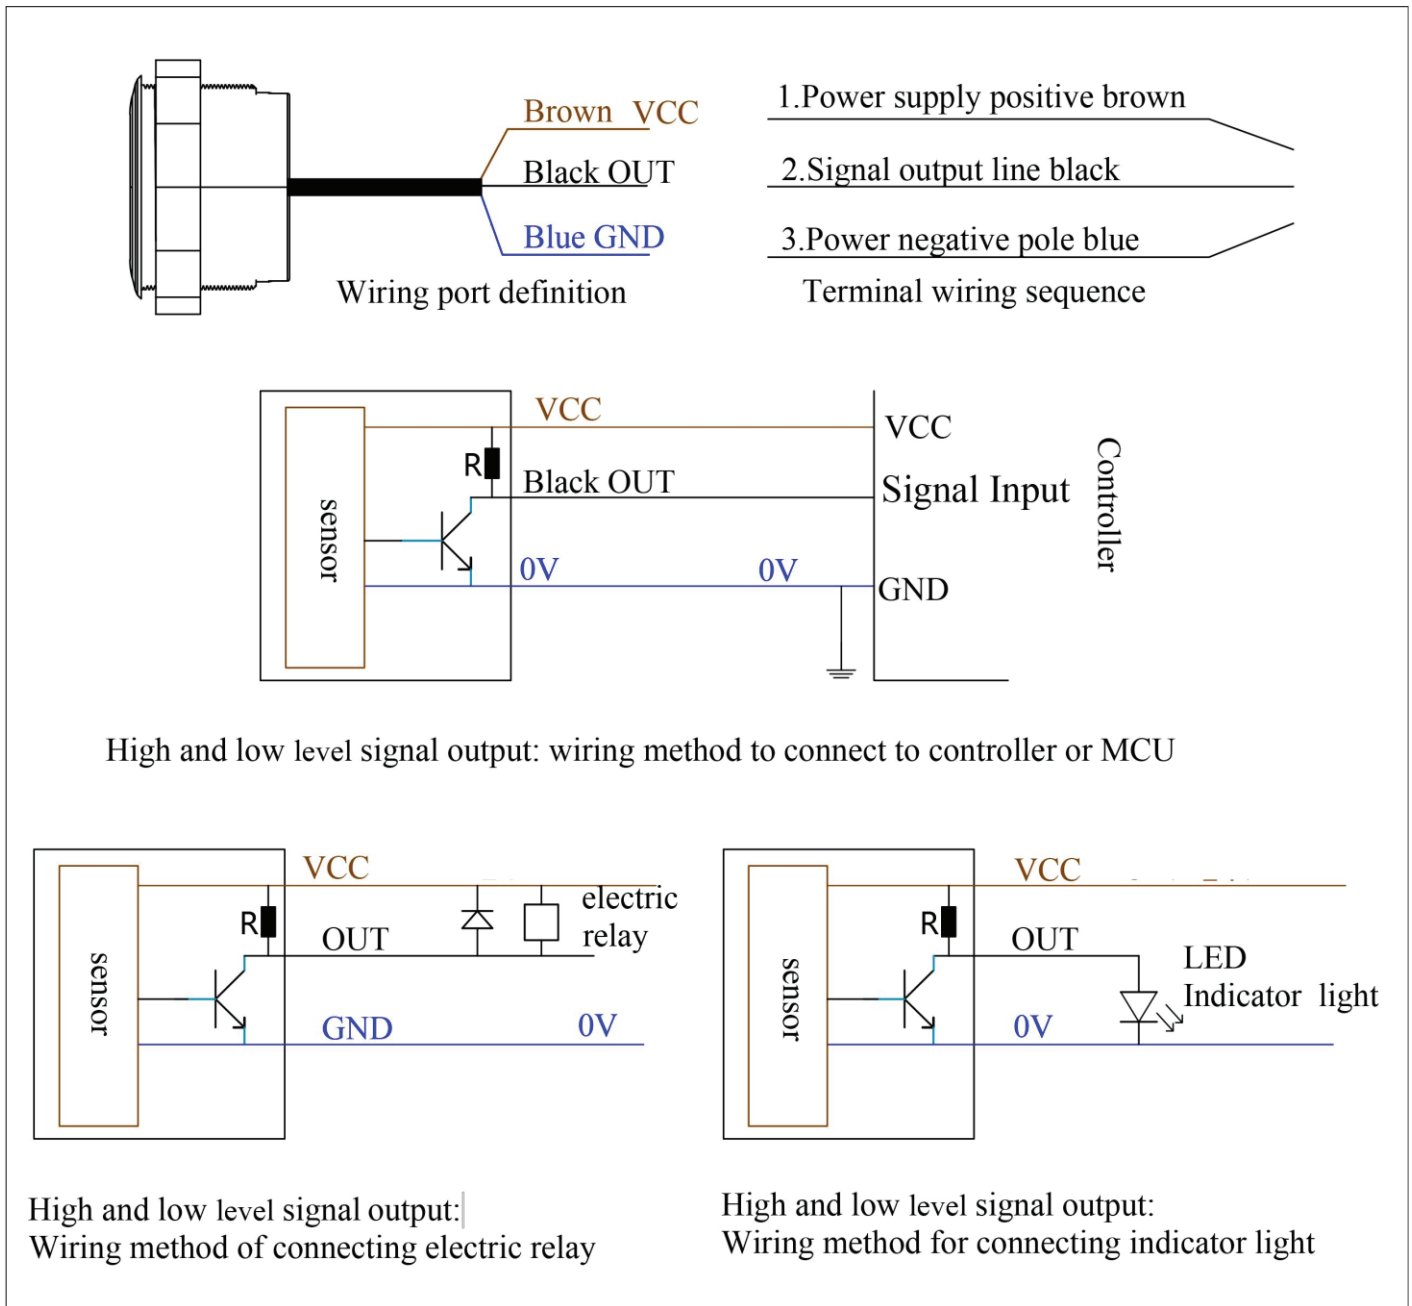 Brown VCC
Black OUT
Blue GND
Wiring port definition
1.Power supply positive brown
2.Signal output line black
3.Power negative pole blue
Terminal wiring sequence
sensor
R
VCC
Black OUT
0V
0V
VCC
Signal Input
GND
Controller
High and low level signal output: wiring method to connect to controller or MCU
sensor
R
VCC
OUT
GND
0V
electric
relay
High and low level signal output:
Wiring method of connecting electric relay
sensor
R
VCC
OUT
0V
LED
Indicator light
High and low level signal output:
Wiring method for connecting indicator light